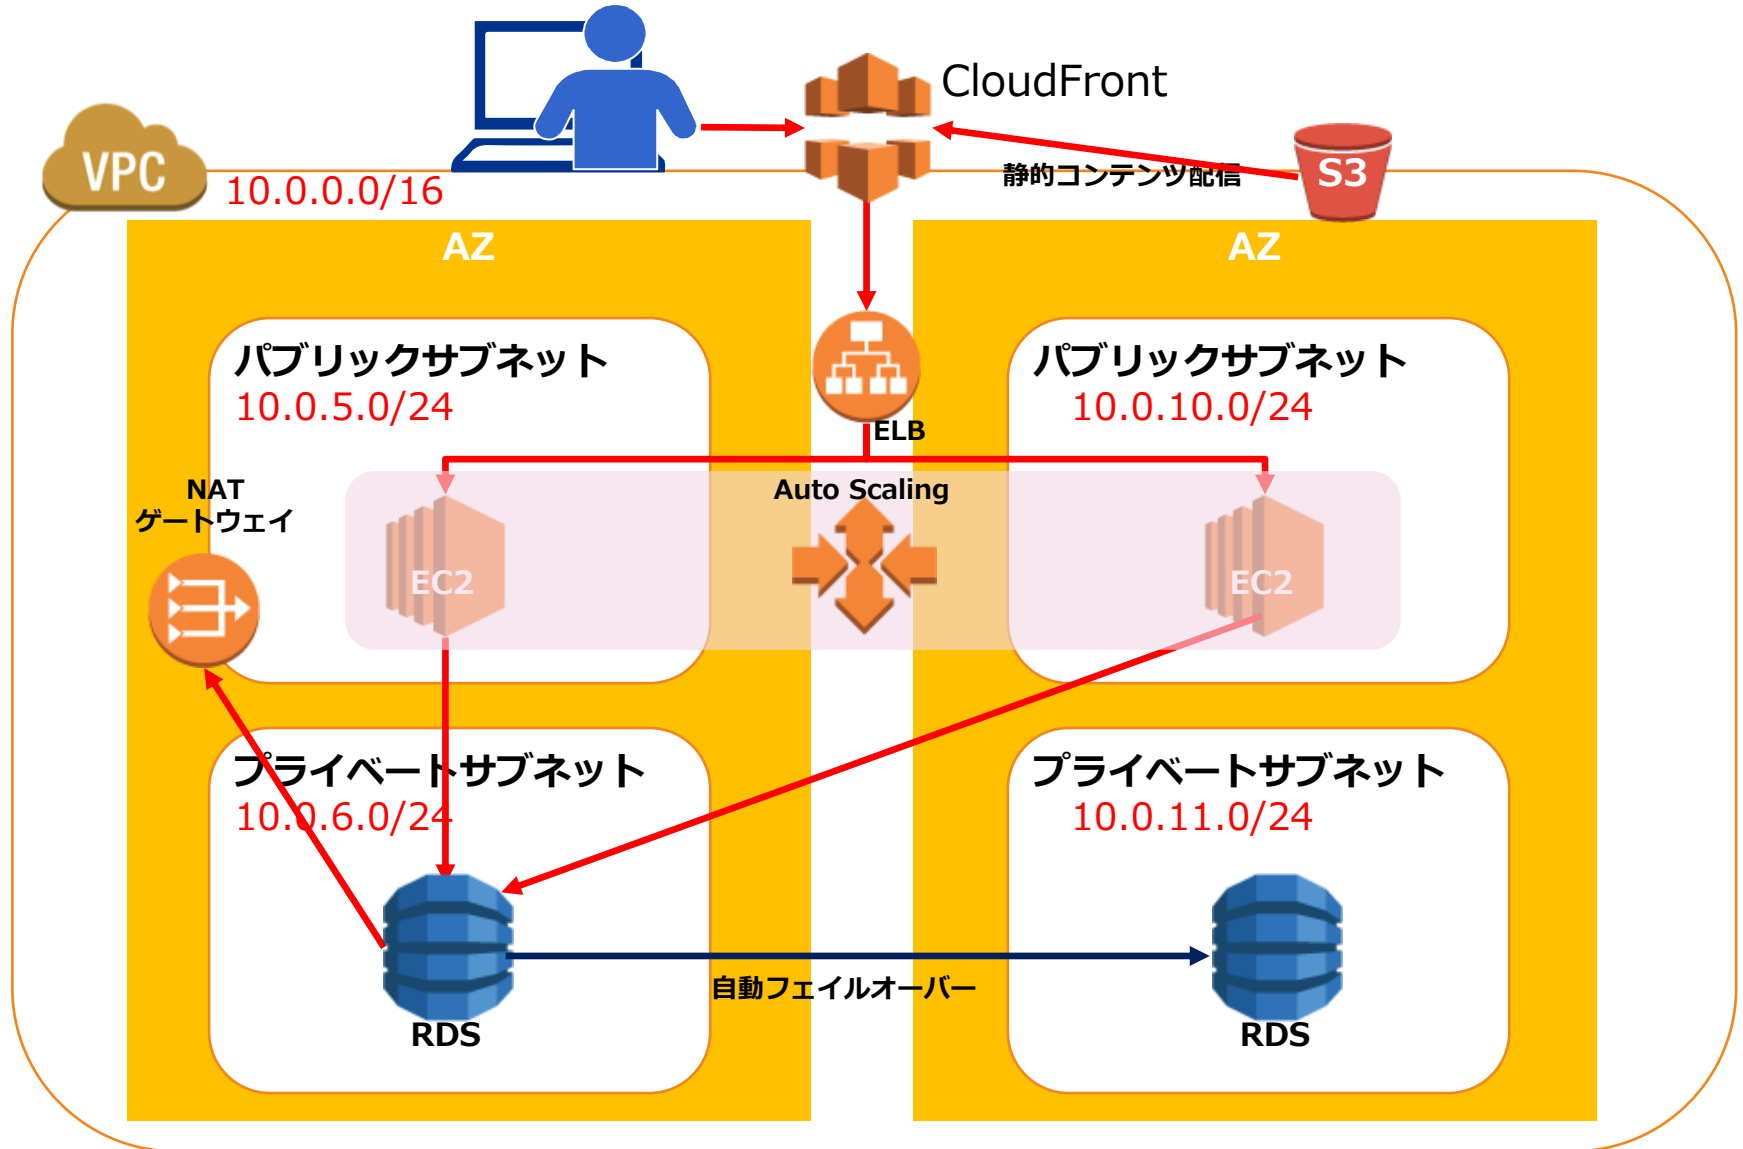 CloudFront
VPC
10.0.0.0/16
静的コンテンツ配信
S3
AZ
AZ
パブリックサブネット
10.0.5.0/24
パブリックサブネット
10.0.10.0/24
ELB
NAT
ゲートウェイ
Auto Scaling
EC2
EC2
プライベートサブネット
10.0.6.0/24
プライベートサブネット
10.0.11.0/24
自動フェイルオーバー
RDS
RDS